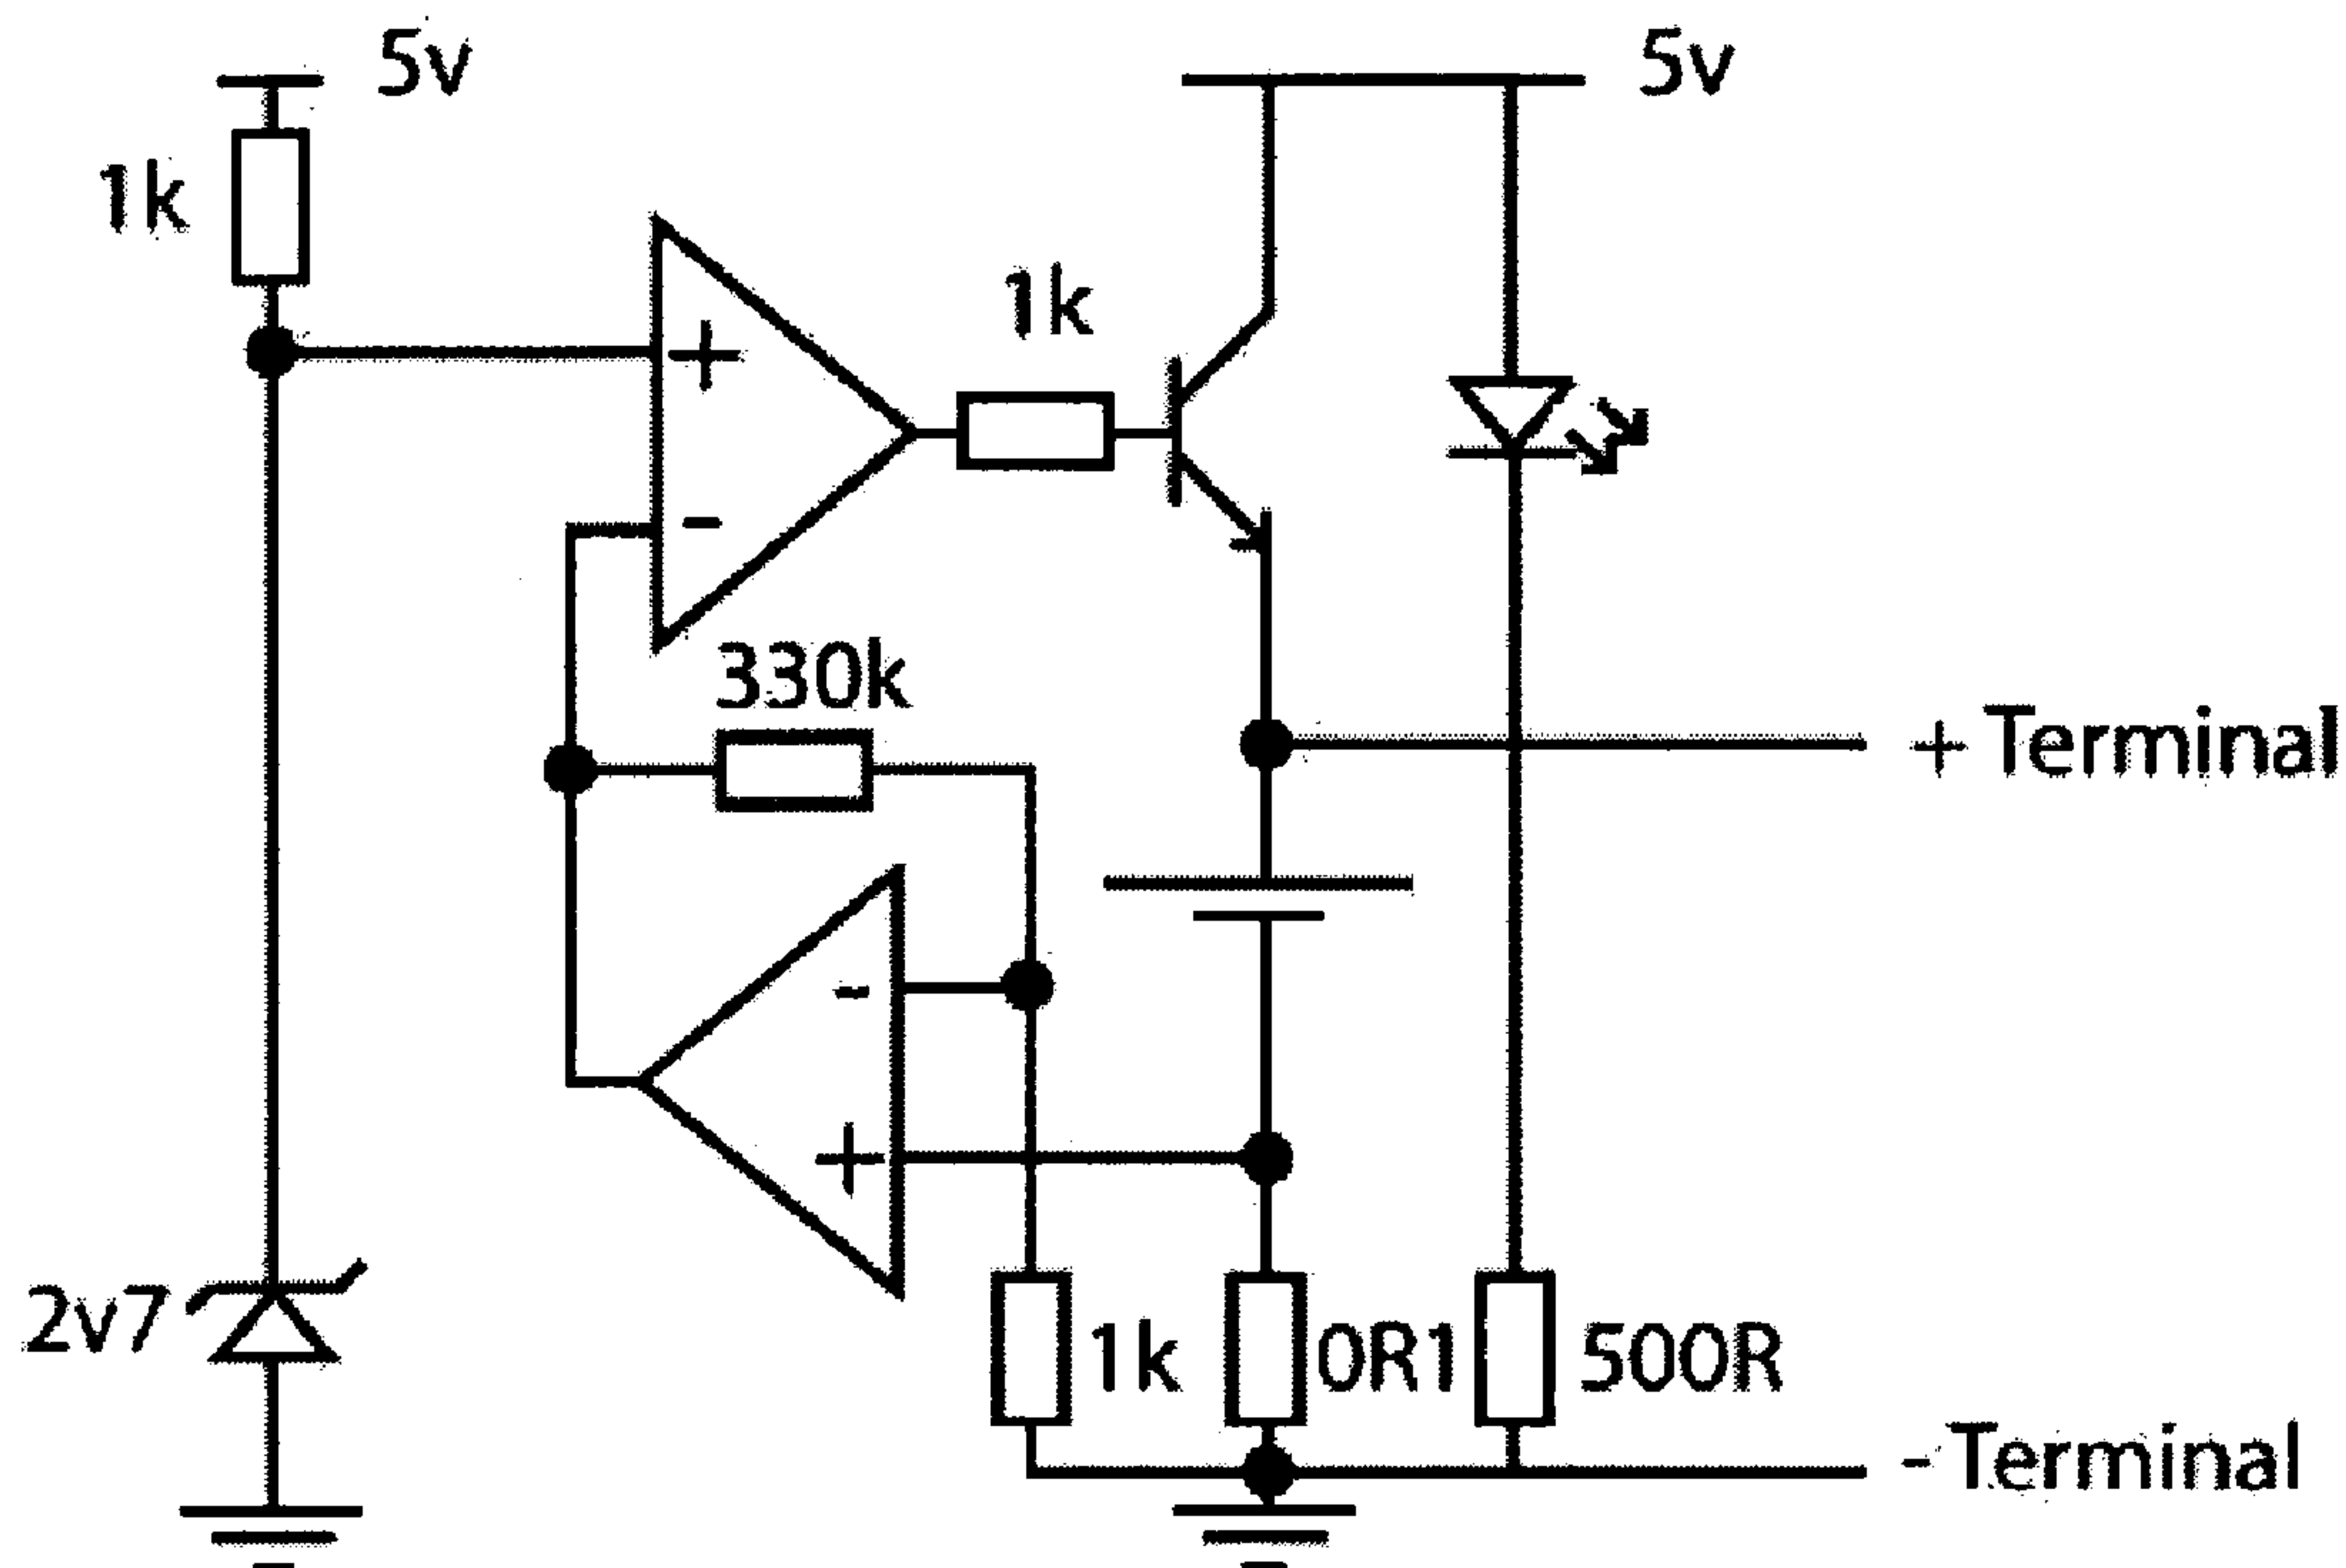 5v
5v
1k
1k
+
-
330k
+ Terminal
-
+
2v7
1k
0R1
500R
- Terminal